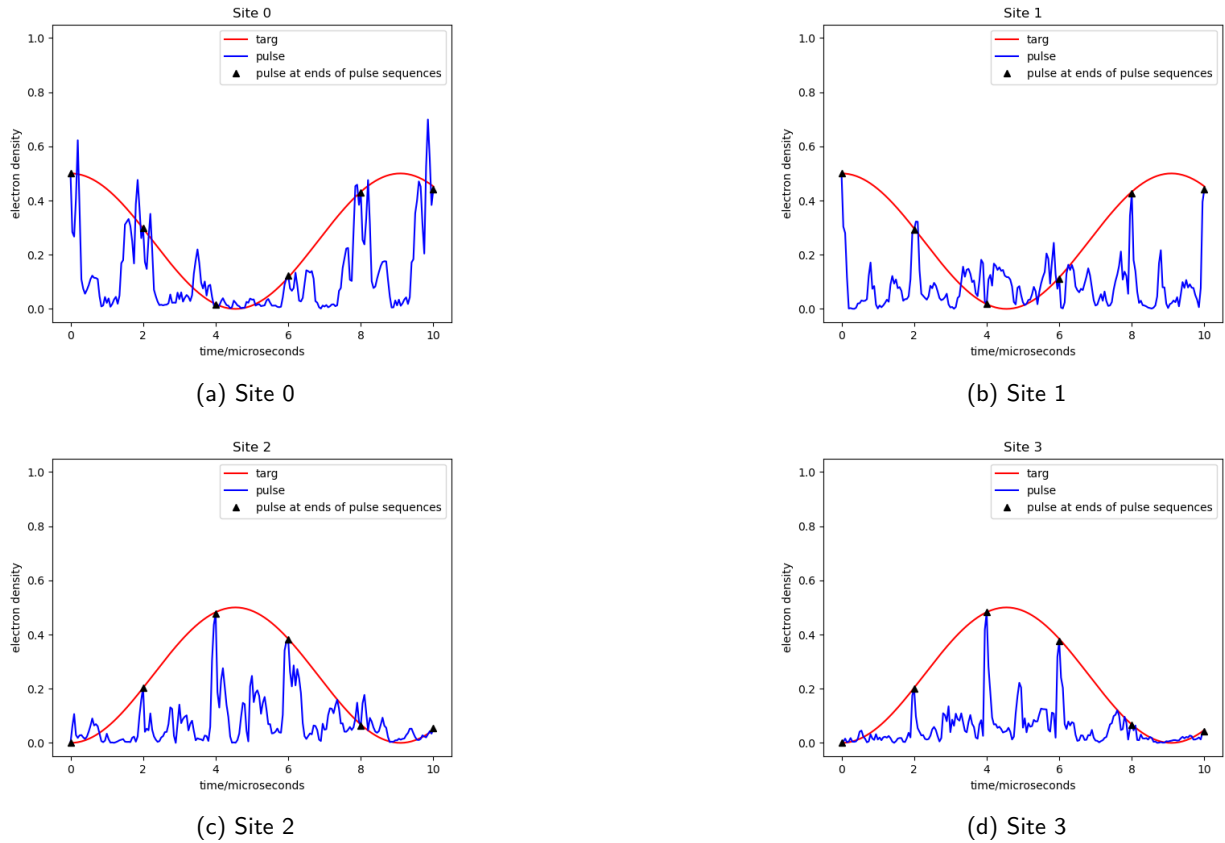 Site 0
1.0
0.8
0.6
0.4
0.2
0.0
electron density
targ
pulse
pulse at ends of pulse sequences
0 2 4 6 8 10
time/microseconds
(a) Site 0
Site 1
1.0
0.8
0.6
0.4
0.2
0.0
electron density
targ
pulse
pulse at ends of pulse sequences
0 2 4 6 8 10
time/microseconds
(b) Site 1
Site 2
1.0
0.8
0.6
0.4
0.2
0.0
electron density
targ
pulse
pulse at ends of pulse sequences
0 2 4 6 8 10
time/microseconds
(c) Site 2
Site 3
1.0
0.8
0.6
0.4
0.2
0.0
electron density
targ
pulse
pulse at ends of pulse sequences
0 2 4 6 8 10
time/microseconds
(d) Site 3